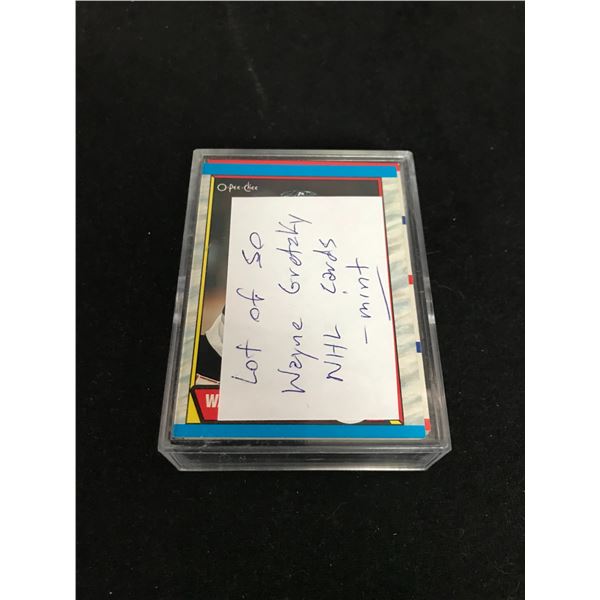 O-Pee-Chee
Lot of 50
Wayne Gretzky
NHL Cards
- mint
W